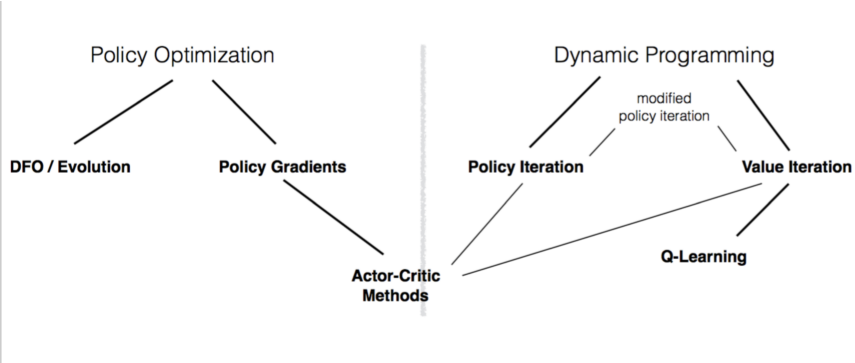 Policy Optimization
Dynamic Programming
modified
policy iteration
DFO / Evolution
Policy Gradients
Policy Iteration
Value Iteration
Q-Learning
Actor-Critic
Methods